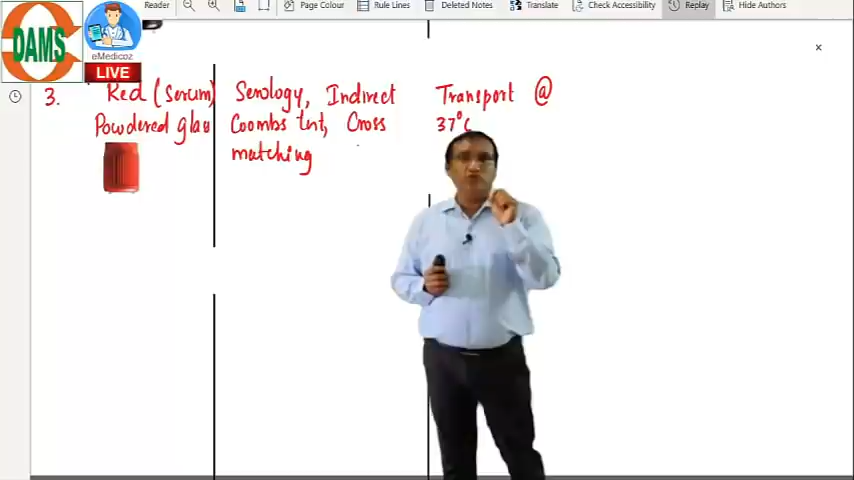 Reader
Page Colour
Rule Lines
Deleted Notes
Translate
Check Accessibility
Replay
Hide Authors
DAMS
eMedicoz
LIVE
3. Red (Serum) Serology, Indirect Transport @
Powdered glass Coombs test, Cross 37°C
matching